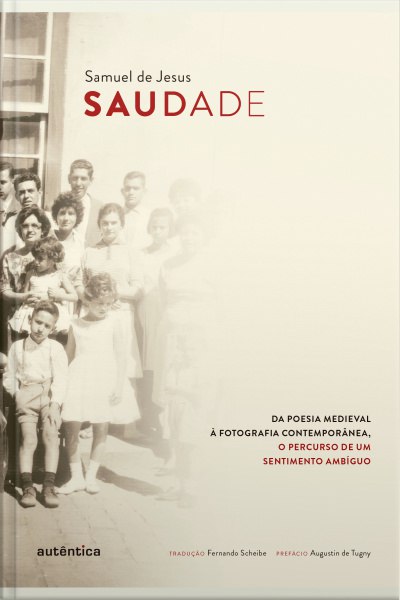 Samuel de Jesus
SAUDADE
DA POESIA MEDIEVAL
À FOTOGRAFIA CONTEMPORÂNEA,
O PERCURSO DE UM
SENTIMENTO AMBÍGUO
autêntica
TRADUÇÃO Fernando Scheibe PREFÁCIO Augustin de Tugny